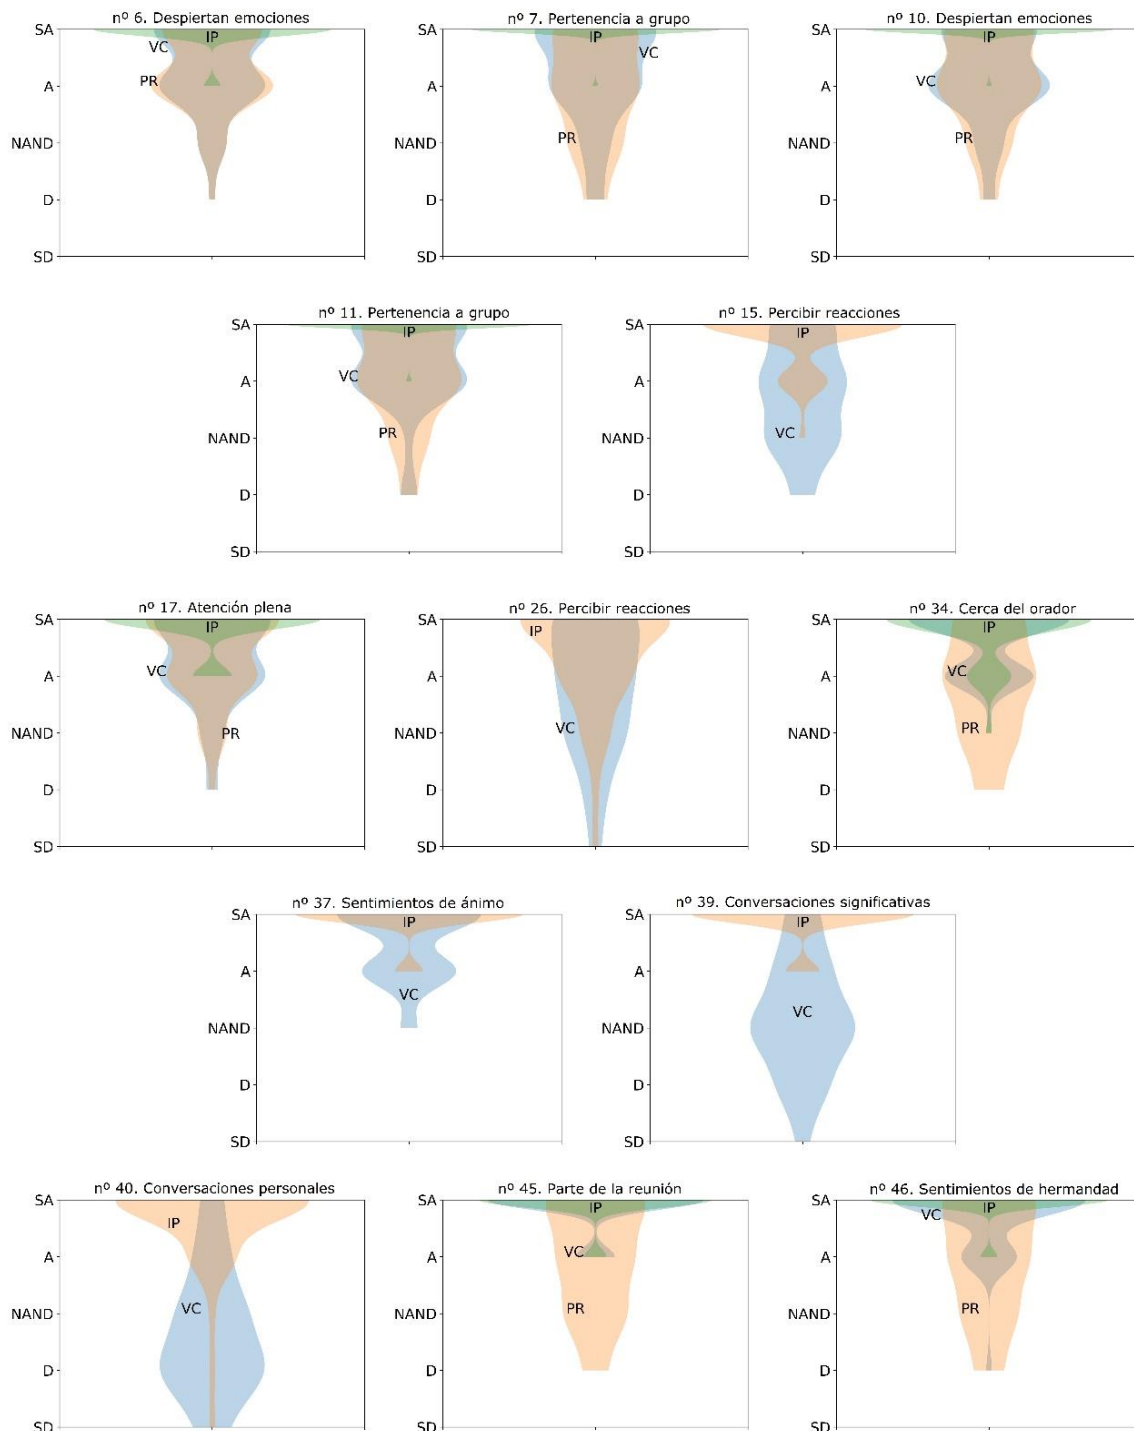 nº 6. Despiertan emociones
SA
A
NAND
D
SD
VC
IP
PR
nº 7. Pertenencia a grupo
SA
A
NAND
D
SD
IP
VC
PR
nº 10. Despiertan emociones
SA
A
NAND
D
SD
IP
VC
PR
nº 11. Pertenencia a grupo
SA
A
NAND
D
SD
IP
VC
PR
nº 15. Percibir reacciones
SA
A
NAND
D
SD
IP
VC
nº 17. Atención plena
SA
A
NAND
D
SD
IP
VC
PR
nº 26. Percibir reacciones
SA
A
NAND
D
SD
IP
VC
nº 34. Cerca del orador
SA
A
NAND
D
SD
IP
VC
PR
nº 37. Sentimientos de ánimo
SA
A
NAND
D
SD
IP
VC
nº 39. Conversaciones significativas
SA
A
NAND
D
SD
IP
VC
nº 40. Conversaciones personales
SA
A
NAND
D
SD
IP
VC
nº 45. Parte de la reunión
SA
A
NAND
D
SD
IP
VC
PR
nº 46. Sentimientos de hermandad
SA
A
NAND
D
SD
VC
IP
PR